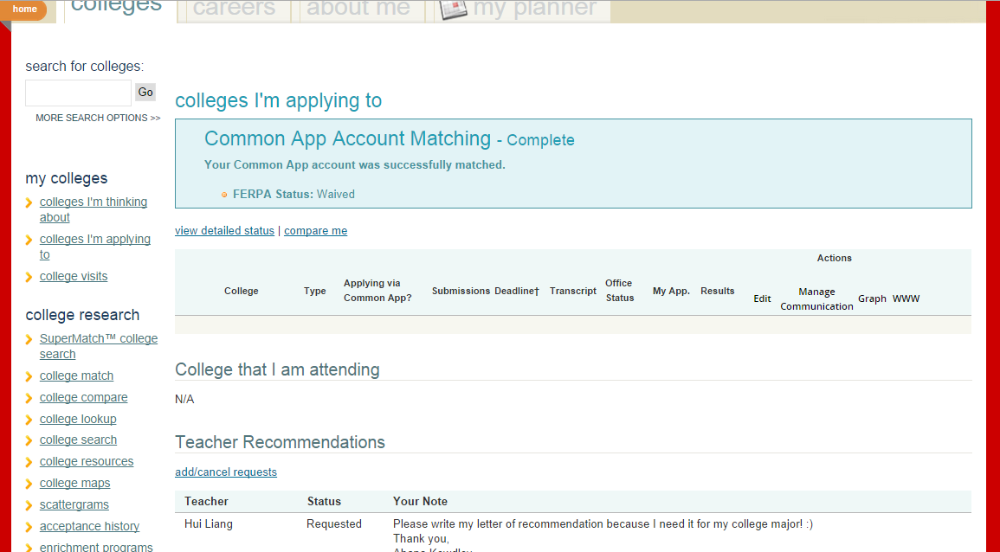 home
colleges
careers
about me
my planner
search for colleges:
Go
MORE SEARCH OPTIONS >>
my colleges
colleges I'm thinking
about
colleges I'm applying
to
college visits
college research
SuperMatch™ college
search
college match
college compare
college lookup
college search
college resources
college maps
scattergrams
acceptance history
enrichment programs
colleges I'm applying to
Common App Account Matching - Complete
Your Common App account was successfully matched.
FERPA Status: Waived
view detailed status | compare me
Actions
College Type Applying via Common App? Submissions Deadline† Transcript Office Status My App. Results Edit Manage Communication Graph WWW
College that I am attending
N/A
Teacher Recommendations
add/cancel requests
Teacher Status Your Note
Hui Liang Requested Please write my letter of recommendation because I need it for my college major! :)
Thank you,